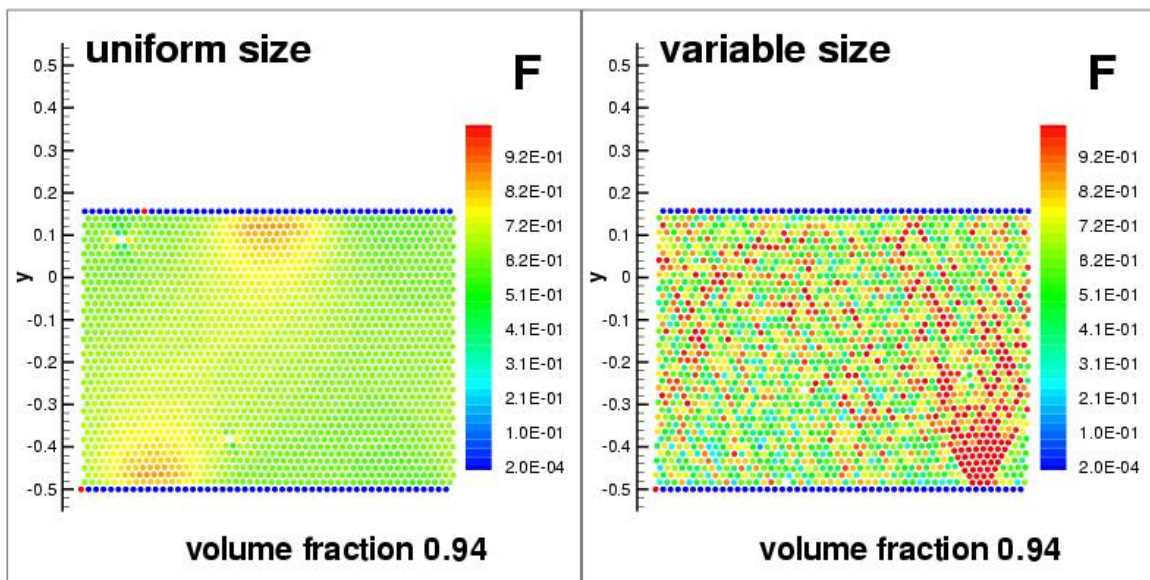 uniform size
F
0.5
0.4
0.3
0.2
0.1
0
-0.1
-0.2
-0.3
-0.4
-0.5
y
9.2E-01
8.2E-01
7.2E-01
6.2E-01
5.1E-01
4.1E-01
3.1E-01
2.1E-01
1.0E-01
2.0E-04
volume fraction 0.94
variable size
F
0.5
0.4
0.3
0.2
0.1
0
-0.1
-0.2
-0.3
-0.4
-0.5
y
9.2E-01
8.2E-01
7.2E-01
6.2E-01
5.1E-01
4.1E-01
3.1E-01
2.1E-01
1.0E-01
2.0E-04
volume fraction 0.94